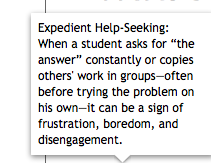 Expedient Help-Seeking:
When a student asks for “the
answer” constantly or copies
others' work in groups—often
before trying the problem on
his own—it can be a sign of
frustration, boredom, and
disengagement.